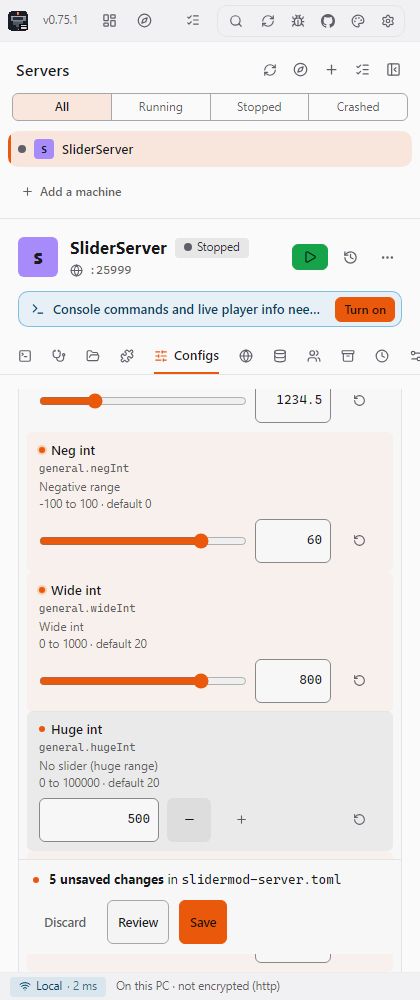 v0.75.1
Servers
All Running Stopped Crashed
s SliderServer
+ Add a machine
s SliderServer Stopped
:25999
Console commands and live player info nee... Turn on
Configs
1234.5
Neg int
general.negInt
Negative range
-100 to 100 · default 0
60
Wide int
general.wideInt
Wide int
0 to 1000 · default 20
800
Huge int
general.hugeInt
No slider (huge range)
0 to 100000 · default 20
500 − +
5 unsaved changes in slidermod-server.toml
Discard Review Save
Local · 2 ms On this PC · not encrypted (http)